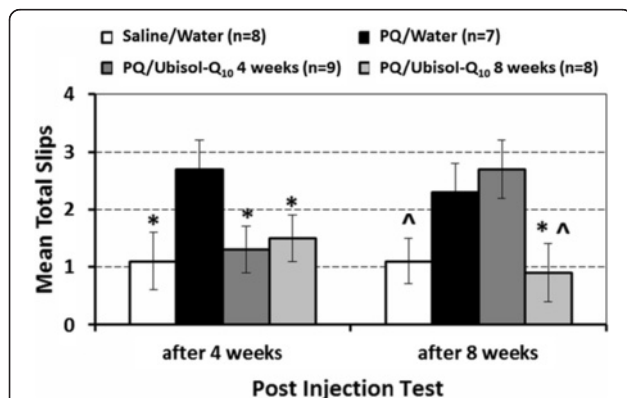 Saline/Water (n=8) PQ/Water (n=7)
PQ/Ubisol-Q₁₀ 4 weeks (n=9) PQ/Ubisol-Q₁₀ 8 weeks (n=8)
Mean Total Slips
4
3
2
1
0
* * *
^ * ^
after 4 weeks after 8 weeks
Post Injection Test